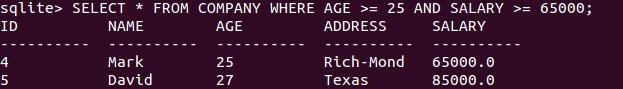 sqlite> SELECT * FROM COMPANY WHERE AGE >= 25 AND SALARY >= 65000;
ID          NAME        AGE         ADDRESS     SALARY
----------  ----------  ----------  ----------  ----------
4           Mark        25          Rich-Mond   65000.0
5           David       27          Texas       85000.0